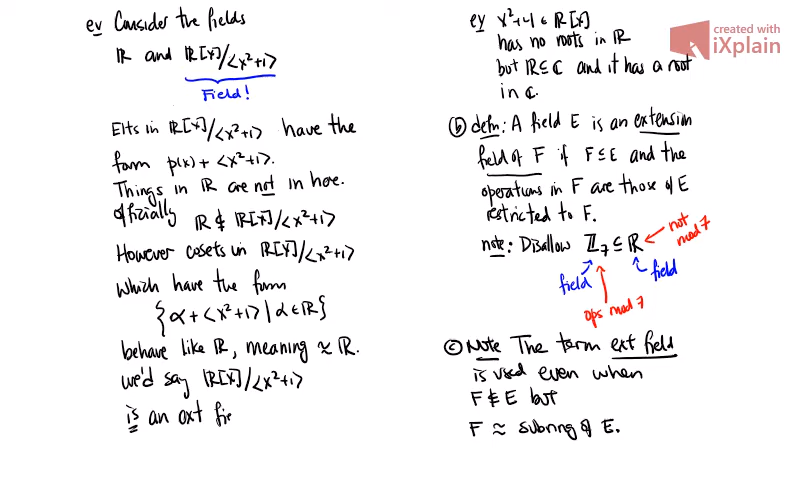 ex Consider the fields
ℝ and ℝ[x]/<x²+1>
Field!
Elts in ℝ[x]/<x²+1> have the
form p(x) + <x²+1>.
Things in ℝ are not in here.
Officially ℝ ⊈ ℝ[x]/<x²+1>
However cosets in ℝ[x]/<x²+1>
which have the form
{α + <x²+1> | α ∈ ℝ}
behave like ℝ, meaning ≈ ℝ.
we'd say ℝ[x]/<x²+1>
is an ext fie
ex x²+4 ∈ ℝ[x]
has no roots in ℝ
but ℝ ⊆ ℂ and it has a root
in ℂ.
(b) defn: A field E is an extension
field of F if F ⊆ E and the
operations in F are those of E
restricted to F.
note: Disallow ℤ₇ ⊆ ℝ ← not mod 7
field field
ops mod 7
(c) Note The term ext field
is used even when
F ⊈ E but
F ≈ subring of E.
created with
iXplain